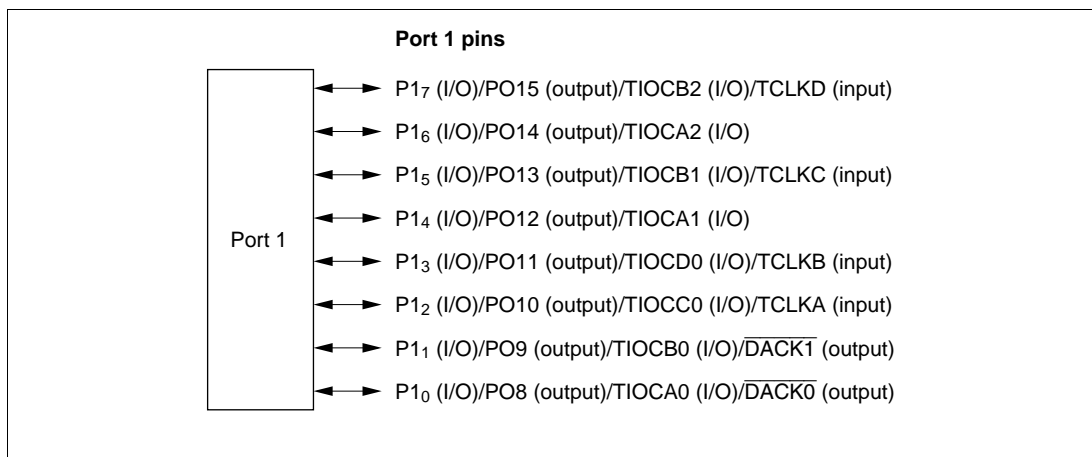 Port 1 pins
P1₇ (I/O)/PO15 (output)/TIOCB2 (I/O)/TCLKD (input)
P1₆ (I/O)/PO14 (output)/TIOCA2 (I/O)
P1₅ (I/O)/PO13 (output)/TIOCB1 (I/O)/TCLKC (input)
P1₄ (I/O)/PO12 (output)/TIOCA1 (I/O)
Port 1
P1₃ (I/O)/PO11 (output)/TIOCD0 (I/O)/TCLKB (input)
P1₂ (I/O)/PO10 (output)/TIOCC0 (I/O)/TCLKA (input)
P1₁ (I/O)/PO9 (output)/TIOCB0 (I/O)/D̅A̅C̅K̅1̅ (output)
P1₀ (I/O)/PO8 (output)/TIOCA0 (I/O)/D̅A̅C̅K̅0̅ (output)